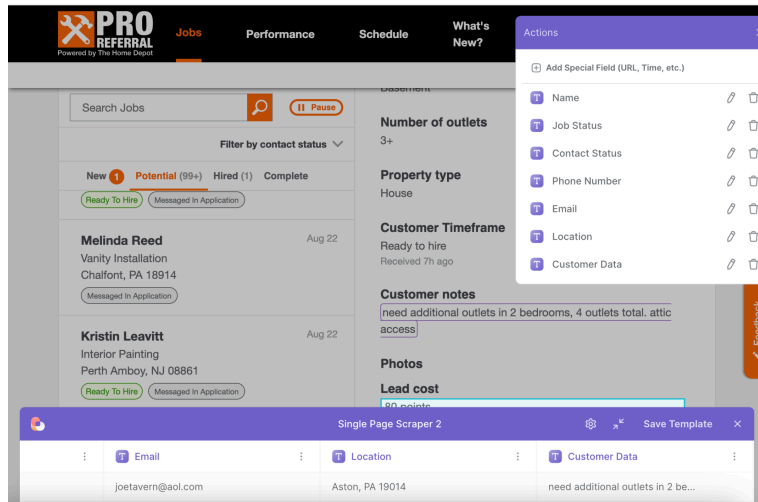 PRO
REFERRAL
Powered by The Home Depot
Jobs
Performance
Schedule
What's
New?
Search Jobs
Pause
Filter by contact status
New 1 Potential (99+) Hired (1) Complete
Ready To Hire Messaged In Application
Melinda Reed Aug 22
Vanity Installation
Chalfont, PA 18914
Messaged In Application
Kristin Leavitt Aug 22
Interior Painting
Perth Amboy, NJ 08861
Ready To Hire Messaged In Application
Basement
Number of outlets
3+
Property type
House
Customer Timeframe
Ready to hire
Received 7h ago
Customer notes
need additional outlets in 2 bedrooms, 4 outlets total. attic
access
Photos
Lead cost
80 points
Actions
Add Special Field (URL, Time, etc.)
T Name
T Job Status
T Contact Status
T Phone Number
T Email
T Location
T Customer Data
Feedback
Single Page Scraper 2
Save Template
T Email
T Location
T Customer Data
joetavern@aol.com
Aston, PA 19014
need additional outlets in 2 be...